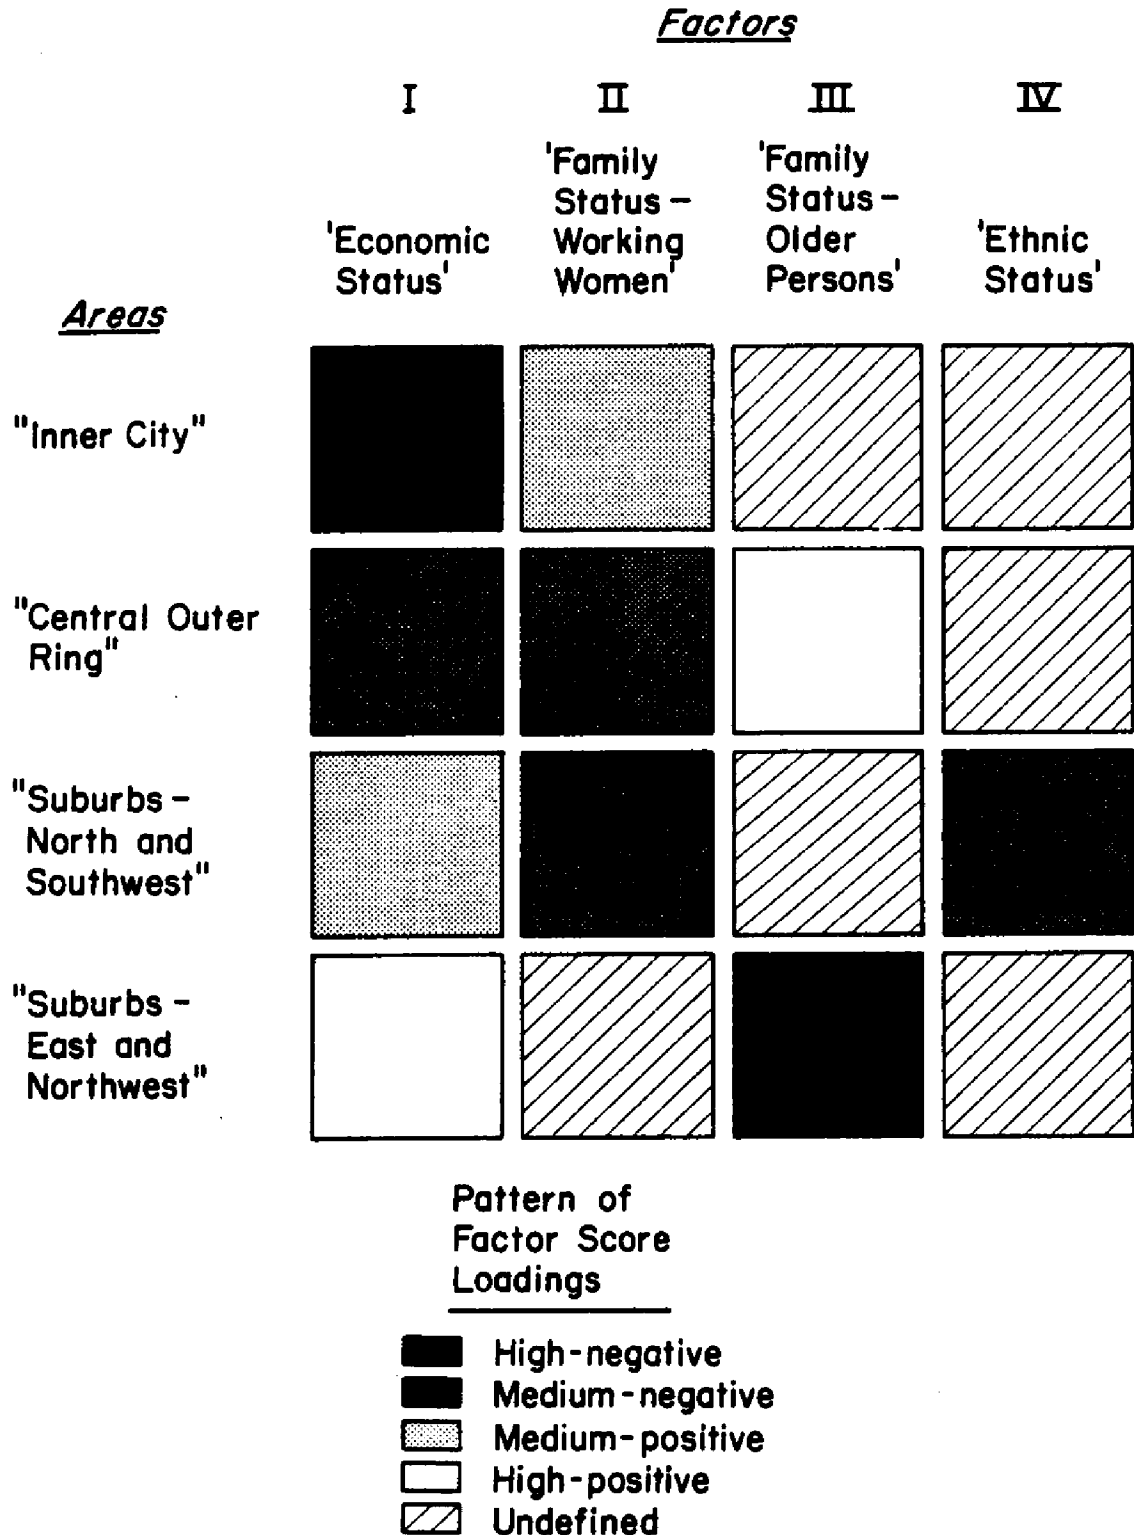 Factors
I II III IV
'Economic
Status'
'Family
Status-
Working
Women'
'Family
Status-
Older
Persons'
'Ethnic
Status'
Areas
"Inner City"
"Central Outer
Ring"
"Suburbs-
North and
Southwest"
"Suburbs-
East and
Northwest"
Pattern of
Factor Score
Loadings
High-negative
Medium-negative
Medium-positive
High-positive
Undefined